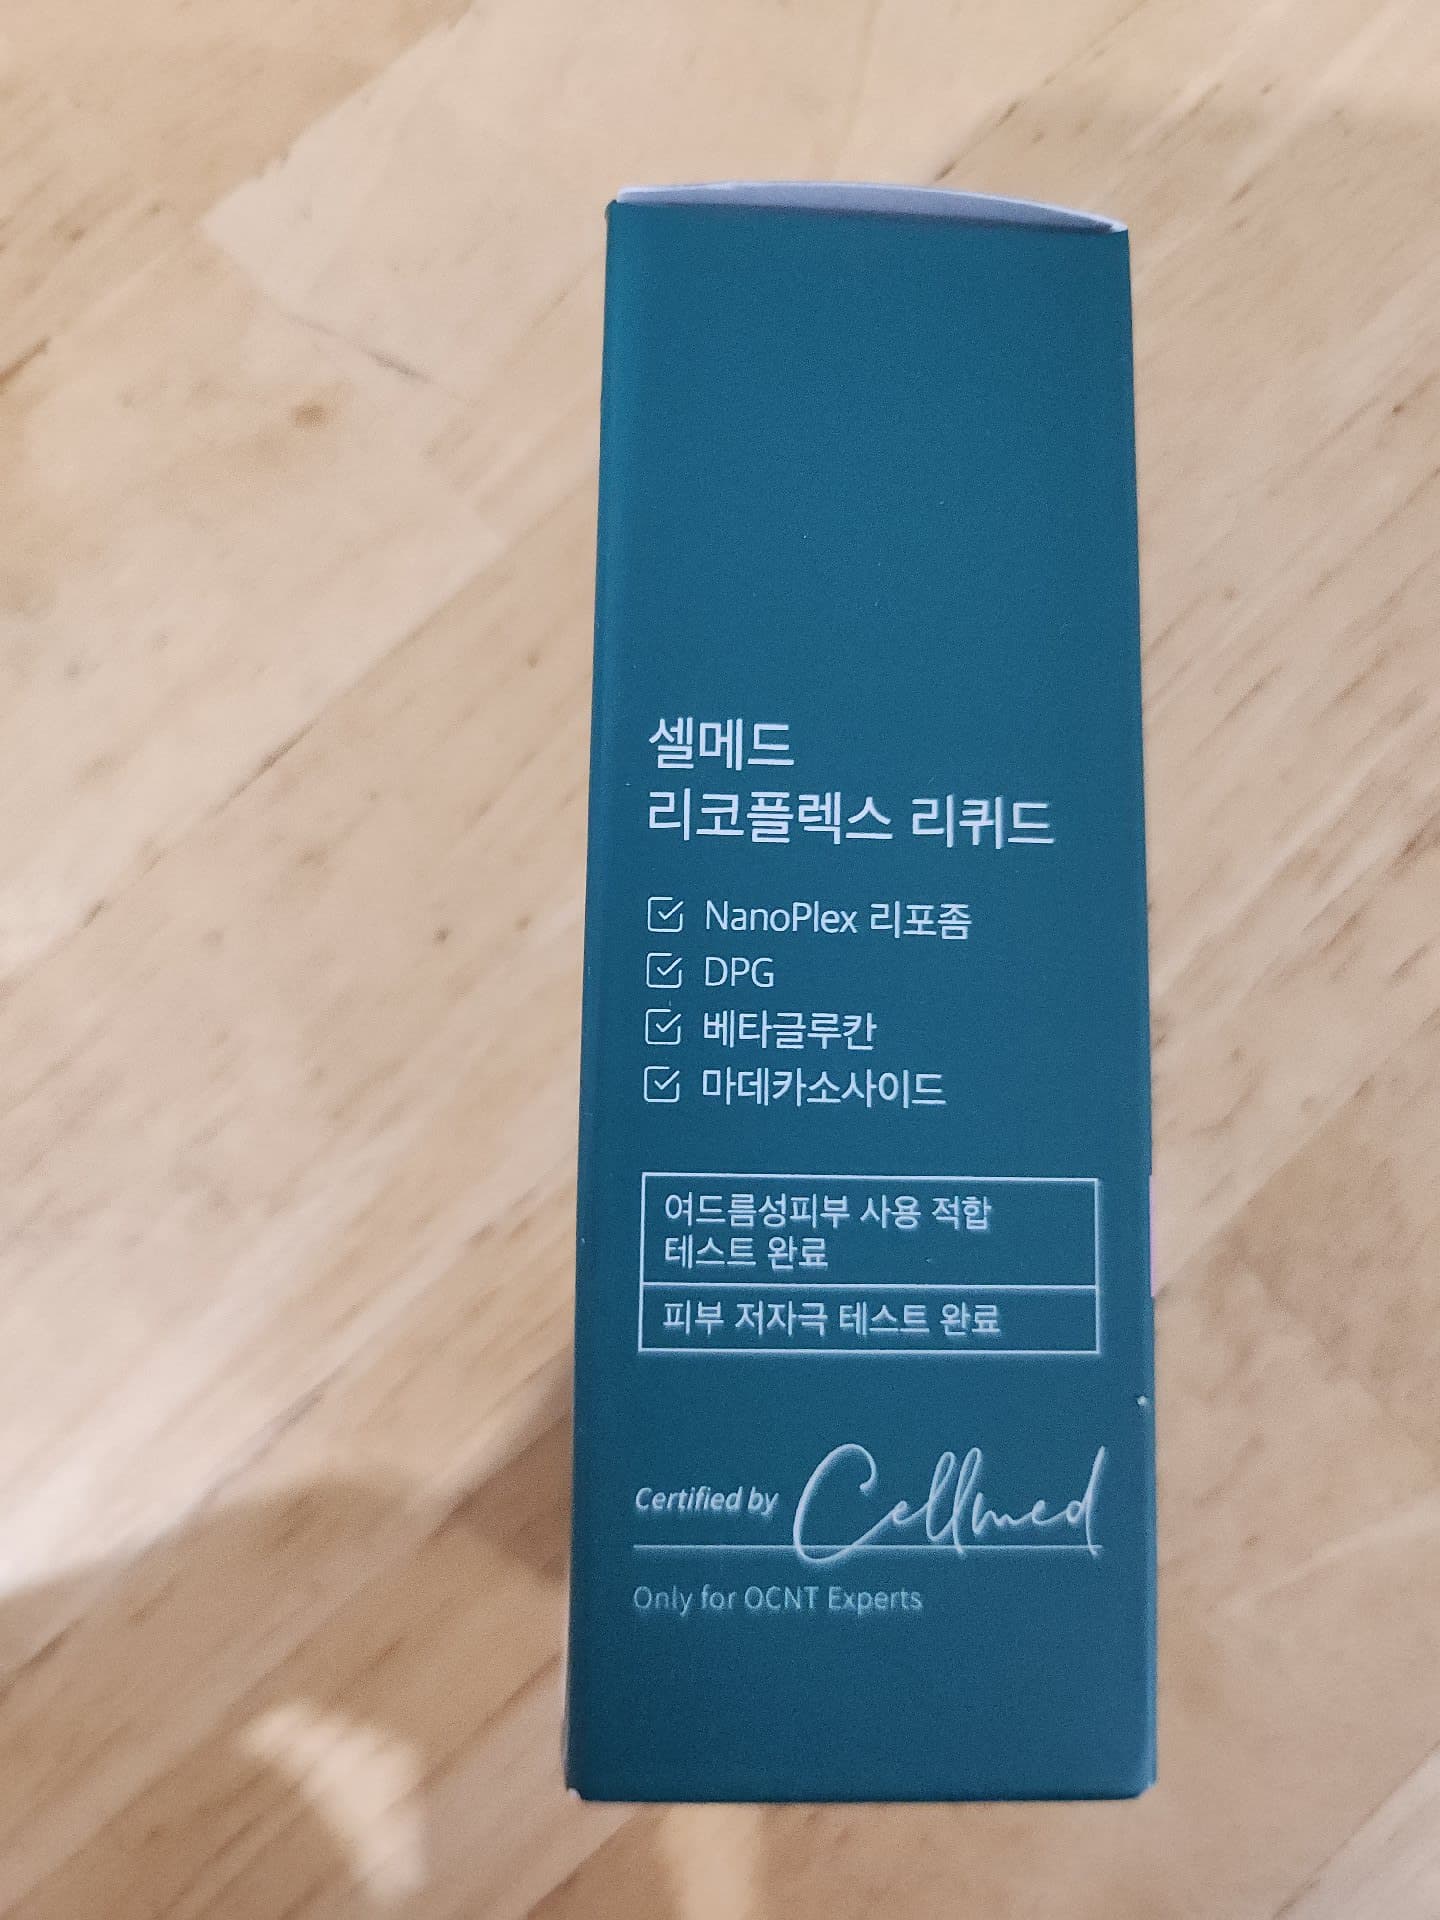 셀메드
리코플렉스 리퀴드
NanoPlex 리포좀
DPG
베타글루칸
마데카소사이드
여드름성피부 사용 적합
테스트 완료
피부 저자극 테스트 완료
Certified by Cellmed
Only for OCNT Experts